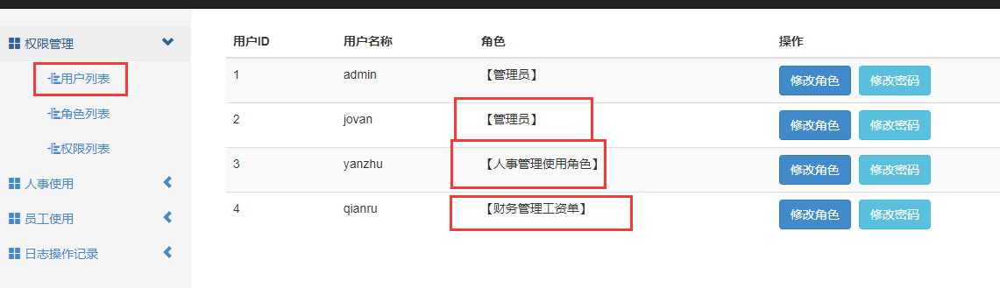 权限管理
用户列表
角色列表
权限列表
人事使用
员工使用
日志操作记录
用户ID 用户名称 角色 操作
1 admin 【管理员】 修改角色 修改密码
2 jovan 【管理员】 修改角色 修改密码
3 yanzhu 【人事管理使用角色】 修改角色 修改密码
4 qianru 【财务管理工资单】 修改角色 修改密码